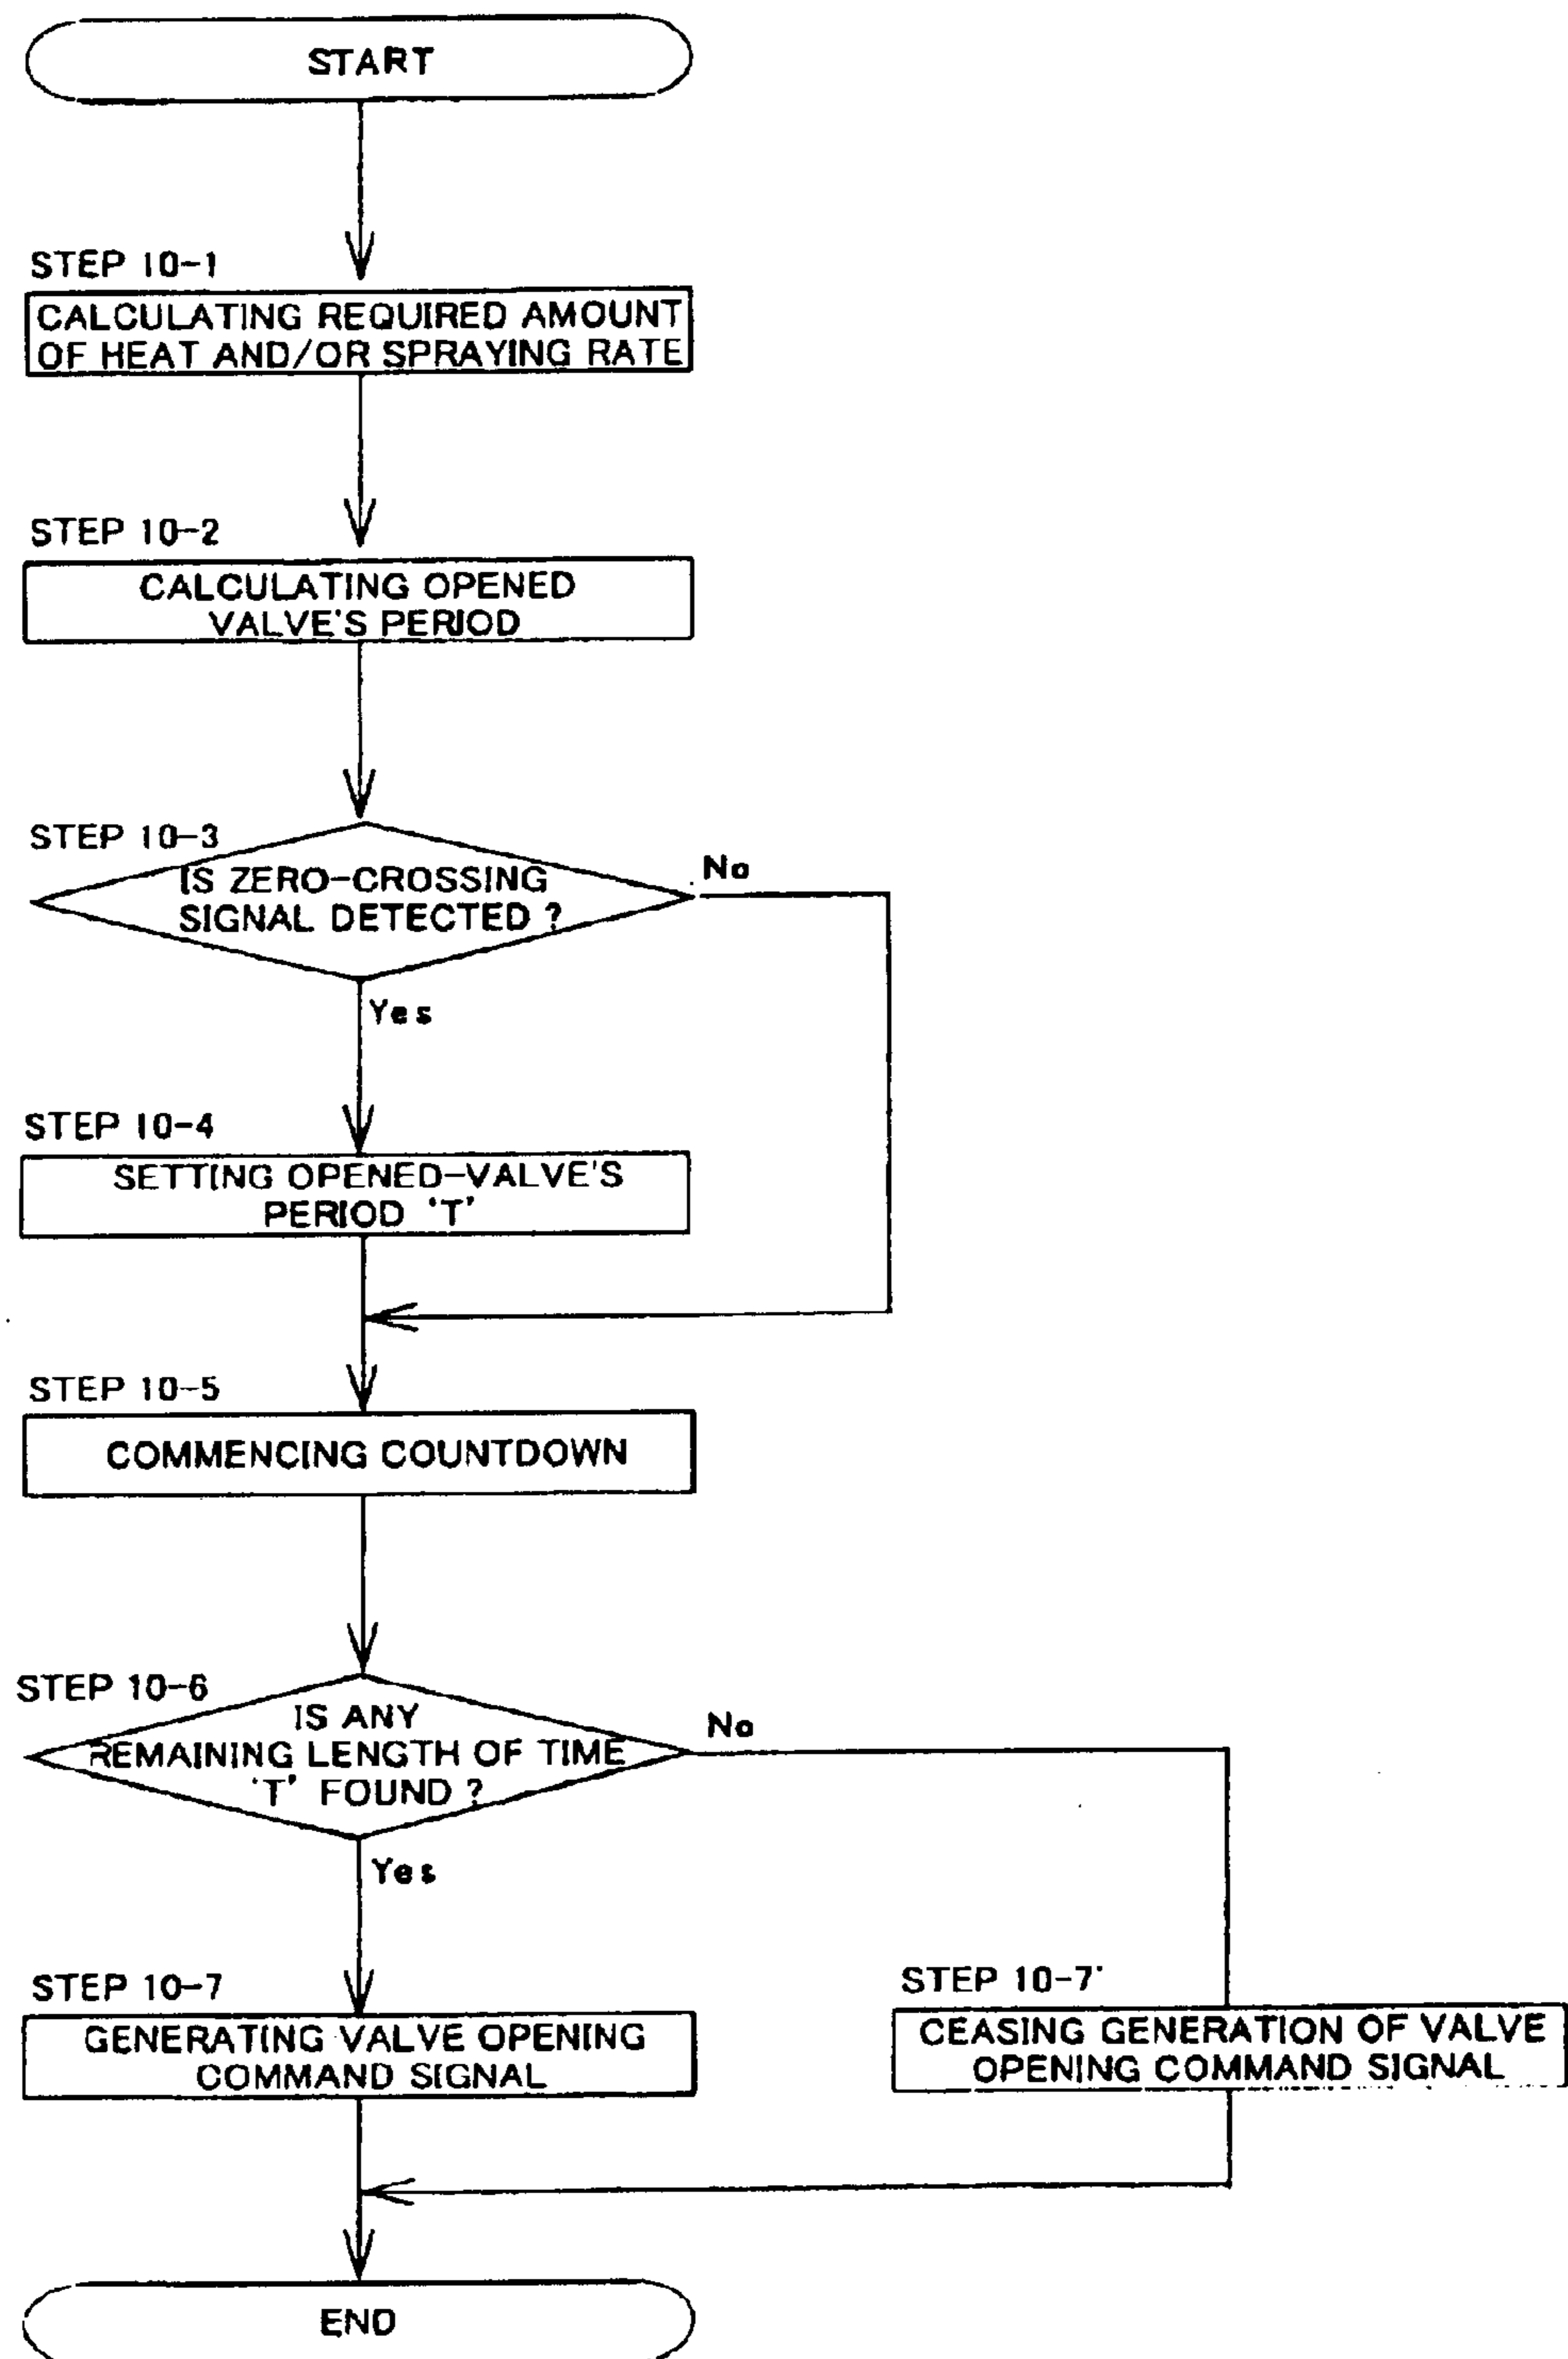 START
STEP 10-1
CALCULATING REQUIRED AMOUNT
OF HEAT AND/OR SPRAYING RATE
STEP 10-2
CALCULATING OPENED
VALVE'S PERIOD
STEP 10-3
IS ZERO-CROSSING
SIGNAL DETECTED ?
No
Yes
STEP 10-4
SETTING OPENED-VALVE'S
PERIOD 'T'
STEP 10-5
COMMENCING COUNTDOWN
STEP 10-6
IS ANY
REMAINING LENGTH OF TIME
'T' FOUND ?
No
Yes
STEP 10-7
GENERATING VALVE OPENING
COMMAND SIGNAL
STEP 10-7'
CEASING GENERATION OF VALVE
OPENING COMMAND SIGNAL
END